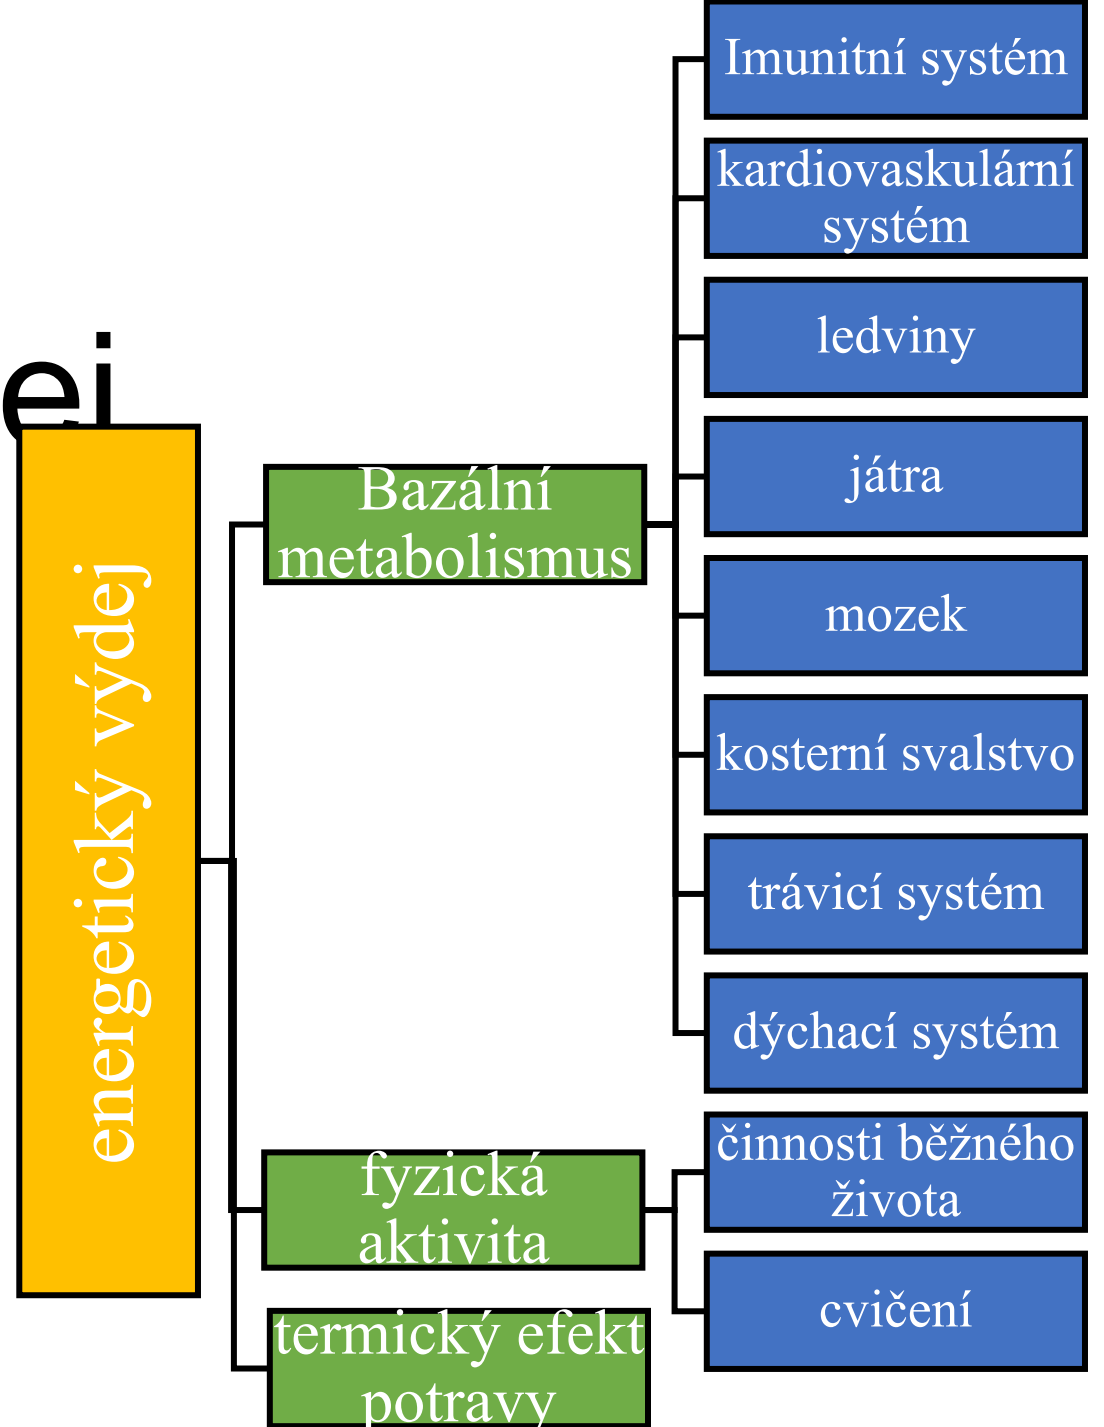 ej
energetický výdej
Bazální
metabolismus
Imunitní systém
kardiovaskulární
systém
ledviny
játra
mozek
kosterní svalstvo
trávicí systém
dýchací systém
fyzická
aktivita
činnosti běžného
života
cvičení
termický efekt
potravy